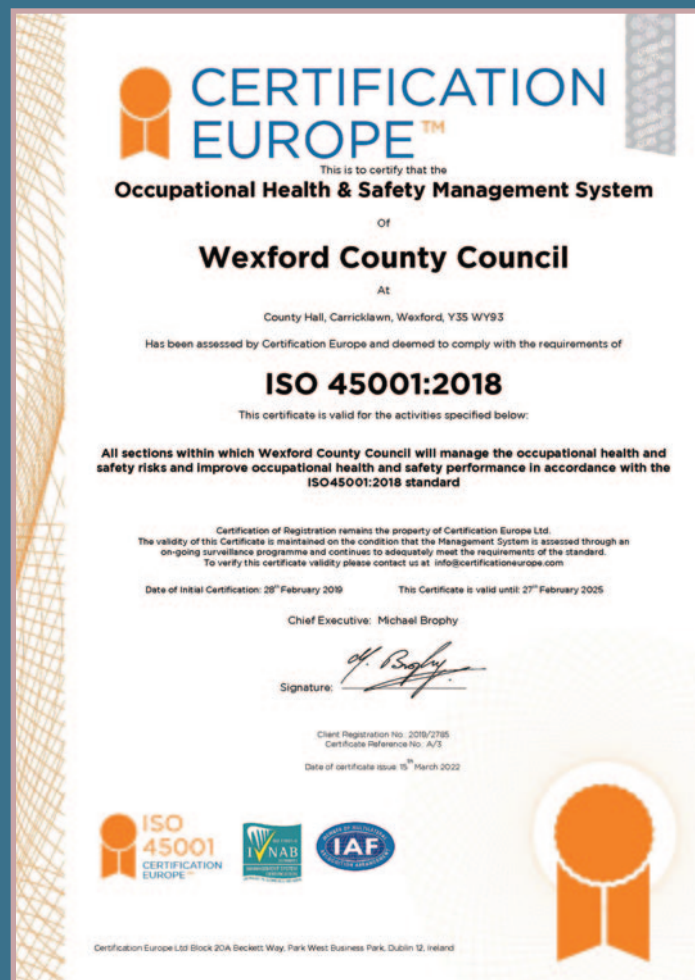 CERTIFICATION
EUROPE™
This is to certify that the
Occupational Health & Safety Management System
Of
Wexford County Council
At
County Hall, Carricklawn, Wexford, Y35 WY93
Has been assessed by Certification Europe and deemed to comply with the requirements of
ISO 45001:2018
This certificate is valid for the activities specified below:
All sections within which Wexford County Council will manage the occupational health and
safety risks and improve occupational health and safety performance in accordance with the
ISO45001:2018 standard
Certification of Registration remains the property of Certification Europe Ltd.
The validity of this Certificate is maintained on the condition that the Management System is assessed through an
on-going surveillance programme and continues to adequately meet the requirements of the standard.
To verify this certificate validity please contact us at info@certificationeurope.com
Date of Initial Certification: 28th February 2019 This Certificate is valid until: 27th February 2025
Chief Executive: Michael Brophy
M. Brophy
Signature:
Client Registration No.: 2019/2785
Certificate Reference No.: A/3
Date of certificate issue: 15th March 2022
ISO
45001
CERTIFICATION
EUROPE™
INAB
IAF
Certification Europe Ltd Block 20A Beckett Way, Park West Business Park, Dublin 12, Ireland